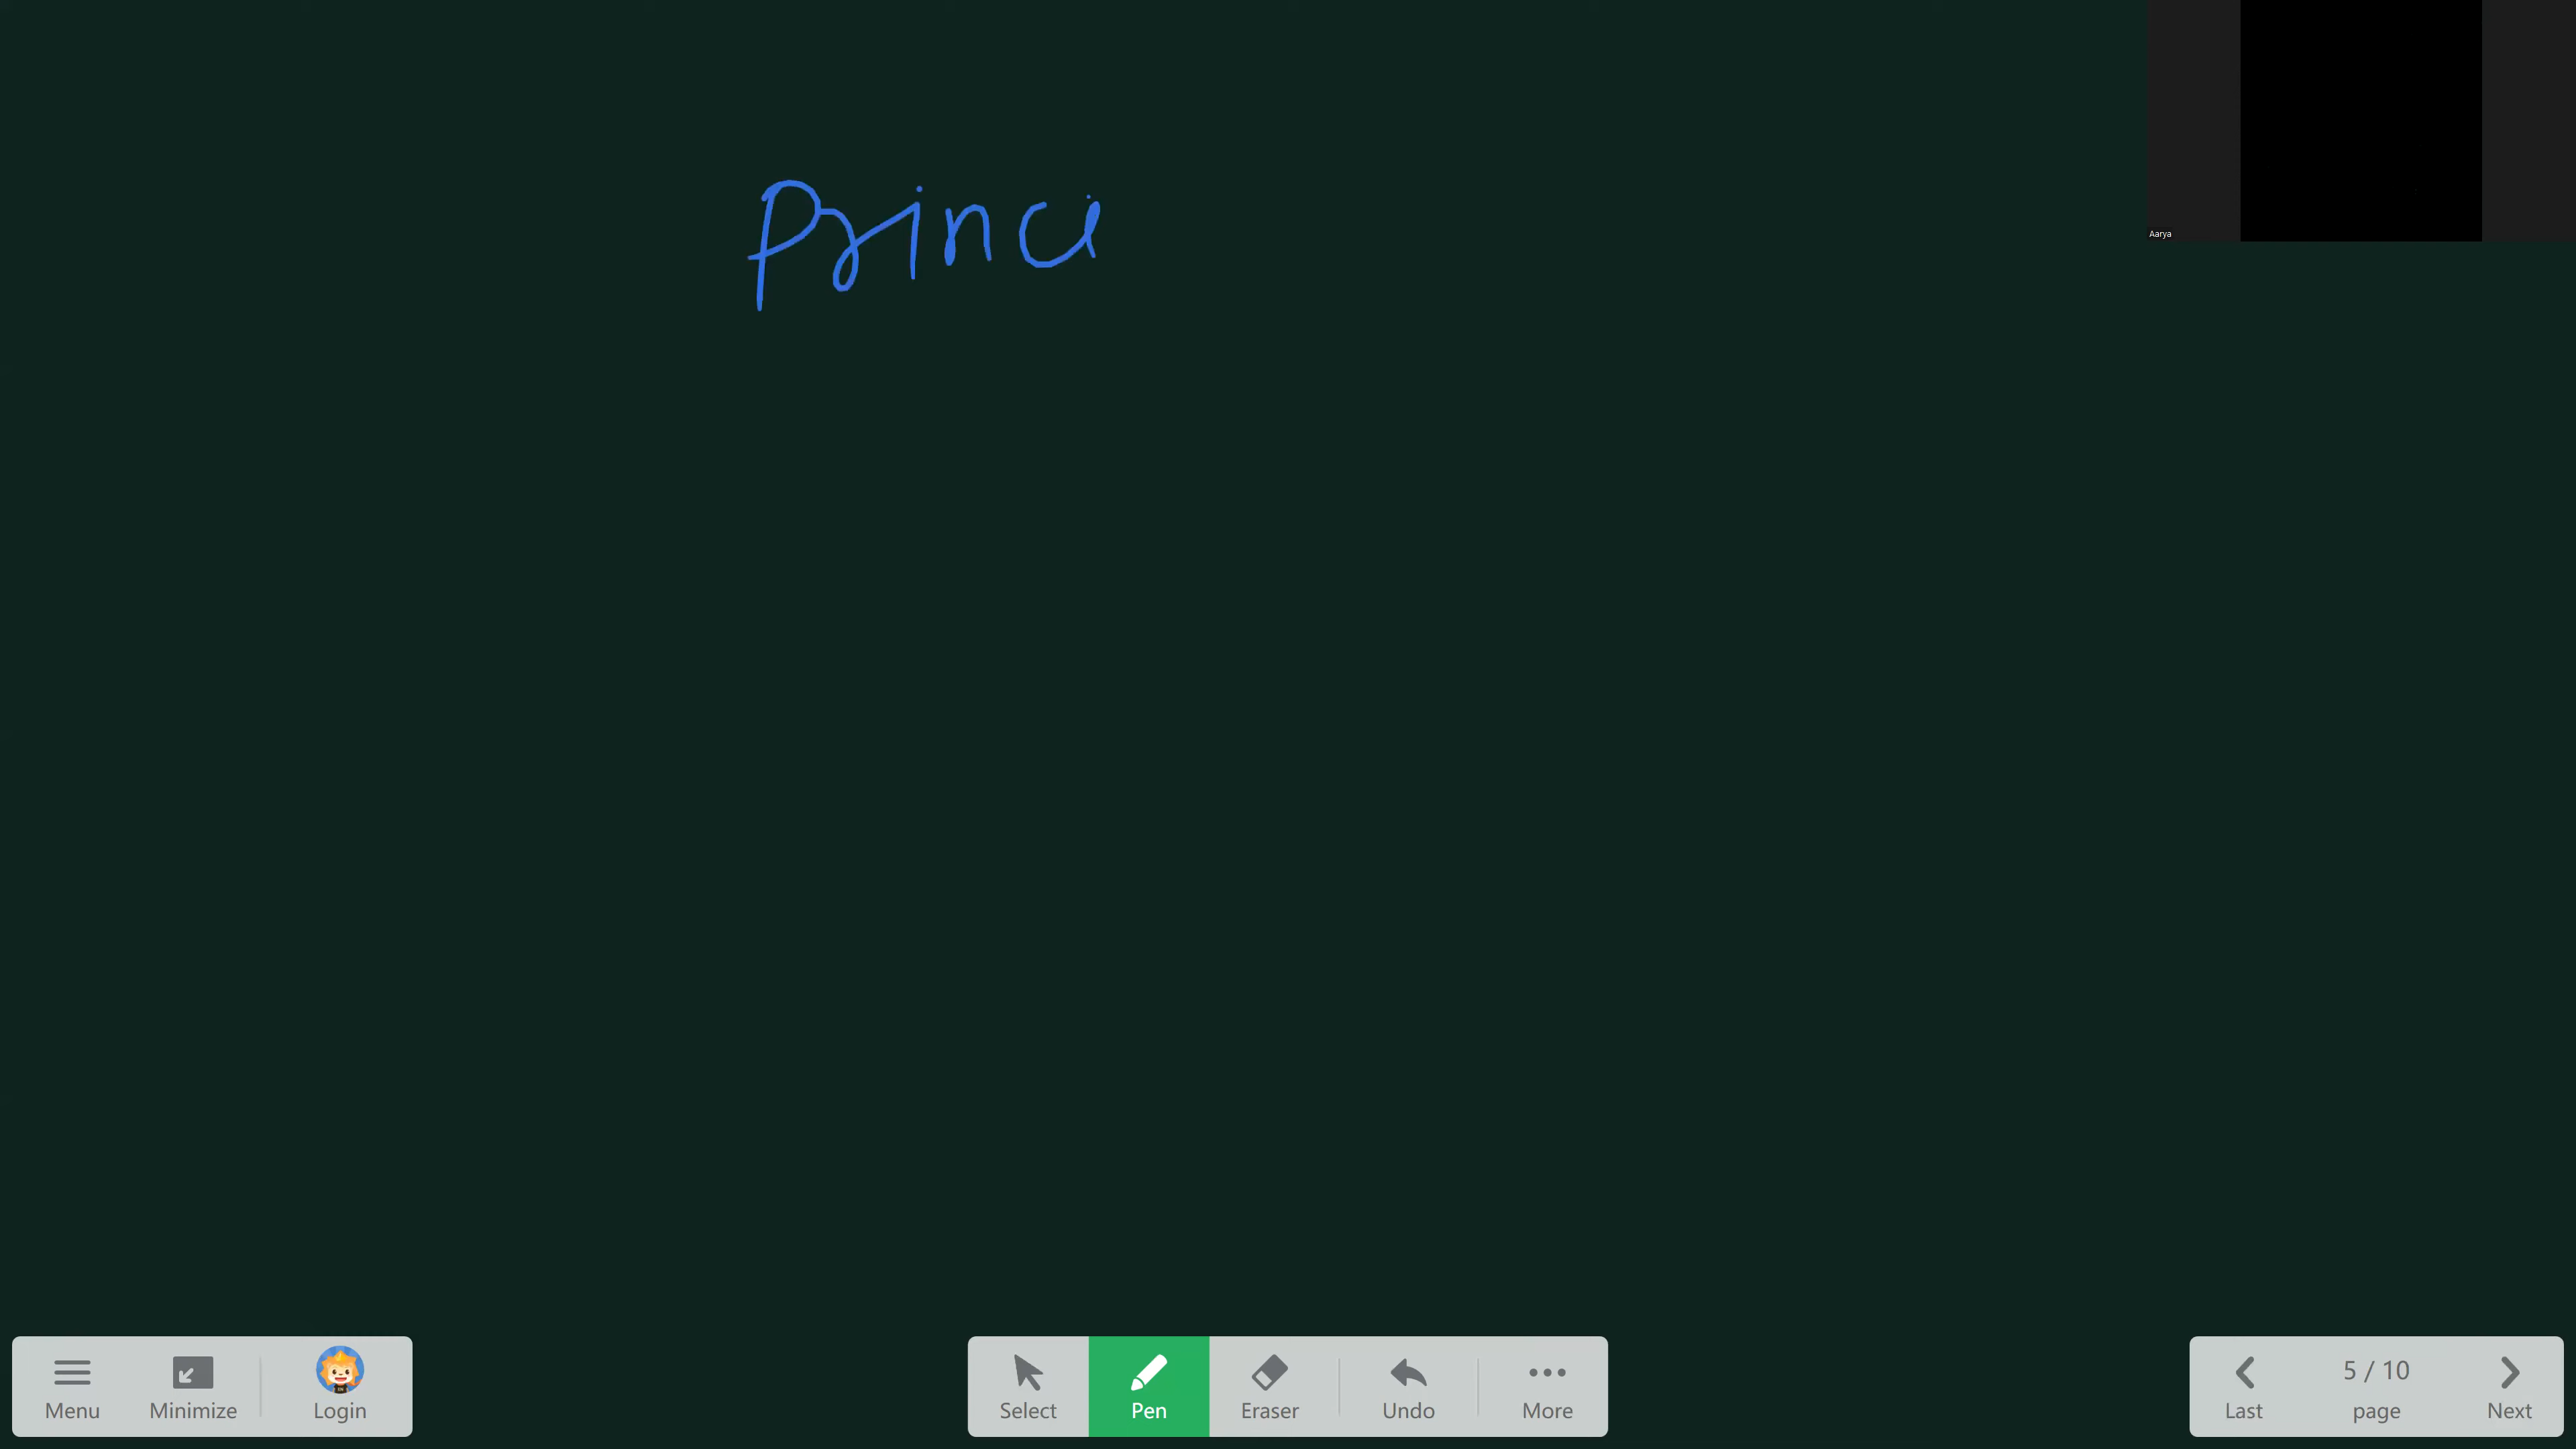 Princi
Aarya
Menu
Minimize
Login
Select
Pen
Eraser
Undo
More
Last
5 / 10
page
Next